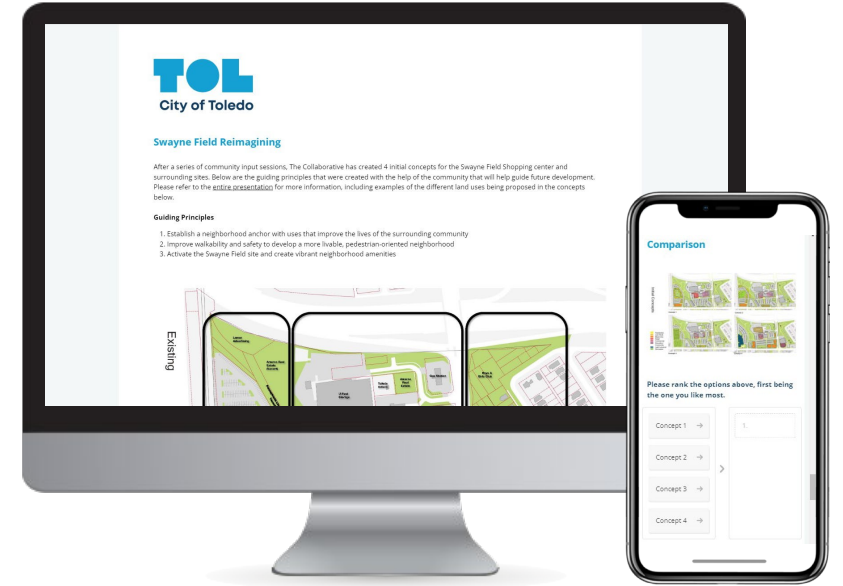 TOL
City of Toledo
Swayne Field Reimagining
After a series of community input sessions, The Collaborative has created 4 initial concepts for the Swayne Field Shopping center and
surrounding sites. Below are the guiding principles that were created with the help of the community that will help guide future development.
Please refer to the entire presentation for more information, including examples of the different land uses being proposed in the concepts
below.
Guiding Principles
1. Establish a neighborhood anchor with uses that improve the lives of the surrounding community
2. Improve walkability and safety to develop a more livable, pedestrian-oriented neighborhood
3. Activate the Swayne Field site and create vibrant neighborhood amenities
Existing
Comparison
Initial Concepts
Please rank the options above, first being
the one you like most.
Concept 1 →
1.
Concept 2 →
Concept 3 →
Concept 4 →